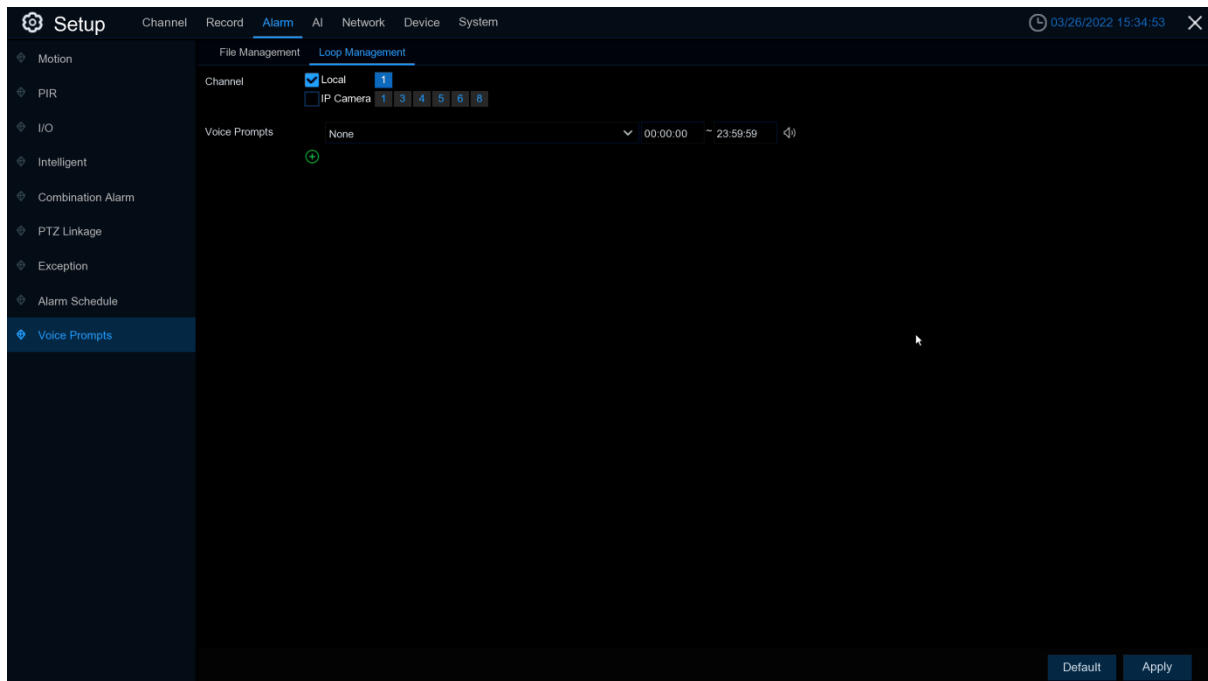 Setup Channel Record Alarm AI Network Device System 03/26/2022 15:34:53
Motion
PIR
I/O
Intelligent
Combination Alarm
PTZ Linkage
Exception
Alarm Schedule
Voice Prompts
File Management Loop Management
Channel Local 1
IP Camera 1 3 4 5 6 8
Voice Prompts None 00:00:00 ~ 23:59:59
Default Apply